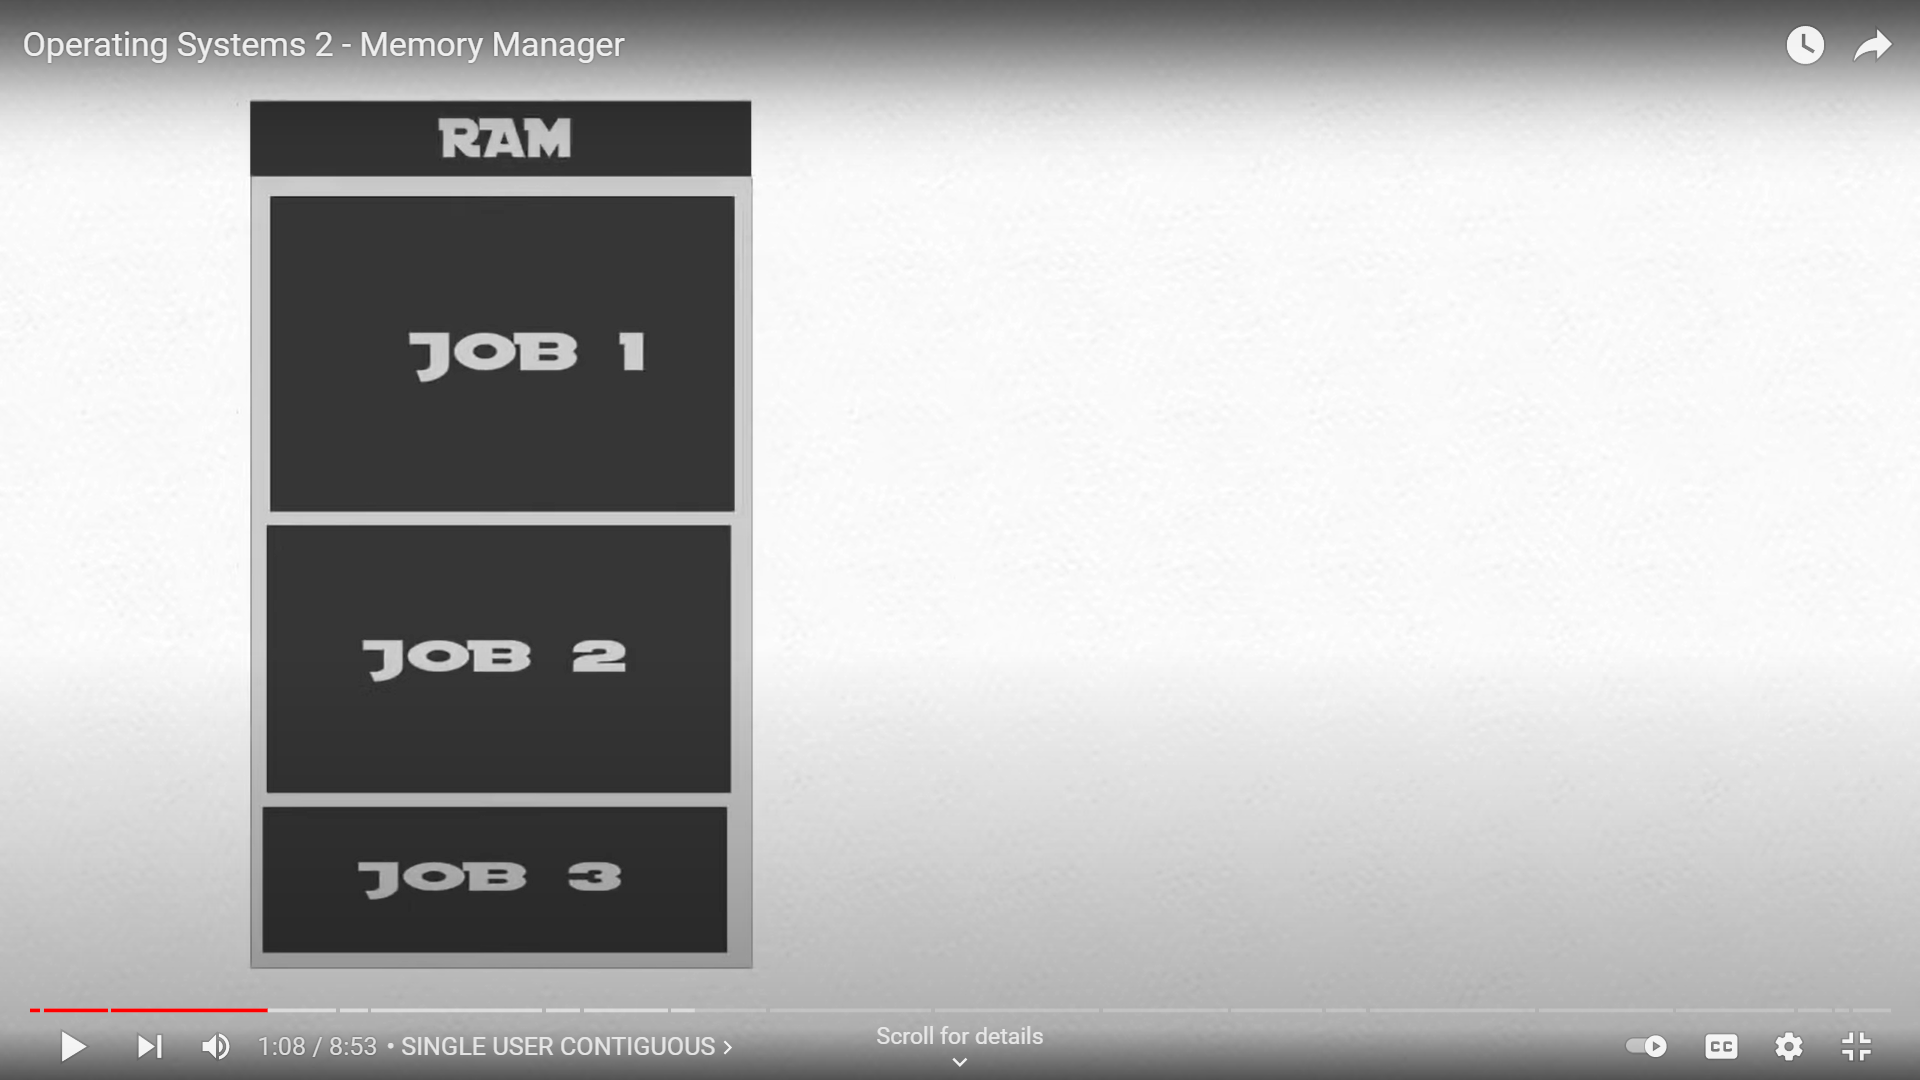 Operating Systems 2 - Memory Manager
RAM
JOB 1
JOB 2
JOB 3
1:08 / 8:53 • SINGLE USER CONTIGUOUS
Scroll for details
CC